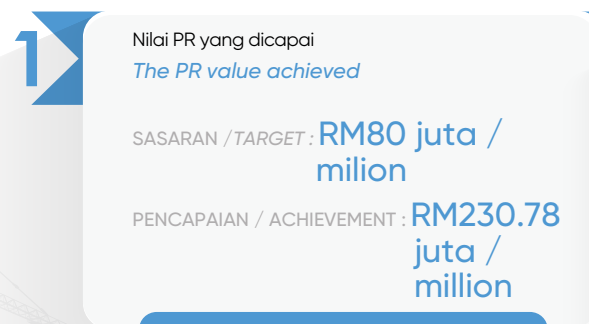 1
Nilai PR yang dicapai
The PR value achieved
SASARAN / TARGET : RM80 juta /
milion
PENCAPAIAN / ACHIEVEMENT : RM230.78
juta /
million